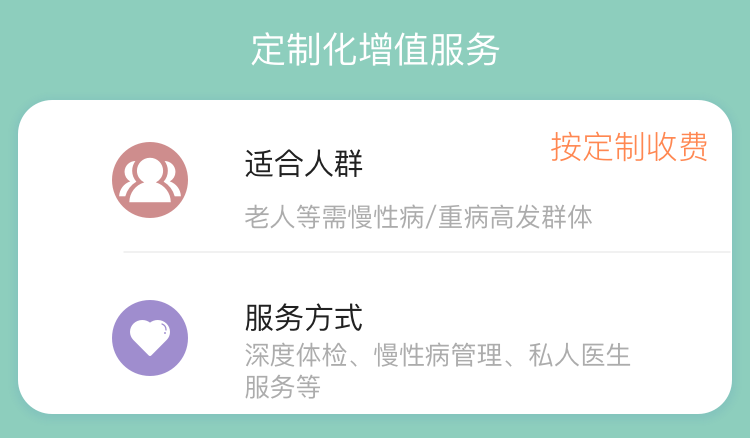 定制化增值服务
按定制收费
适合人群
老人等需慢性病/重病高发群体
服务方式
深度体检、慢性病管理、私人医生
服务等